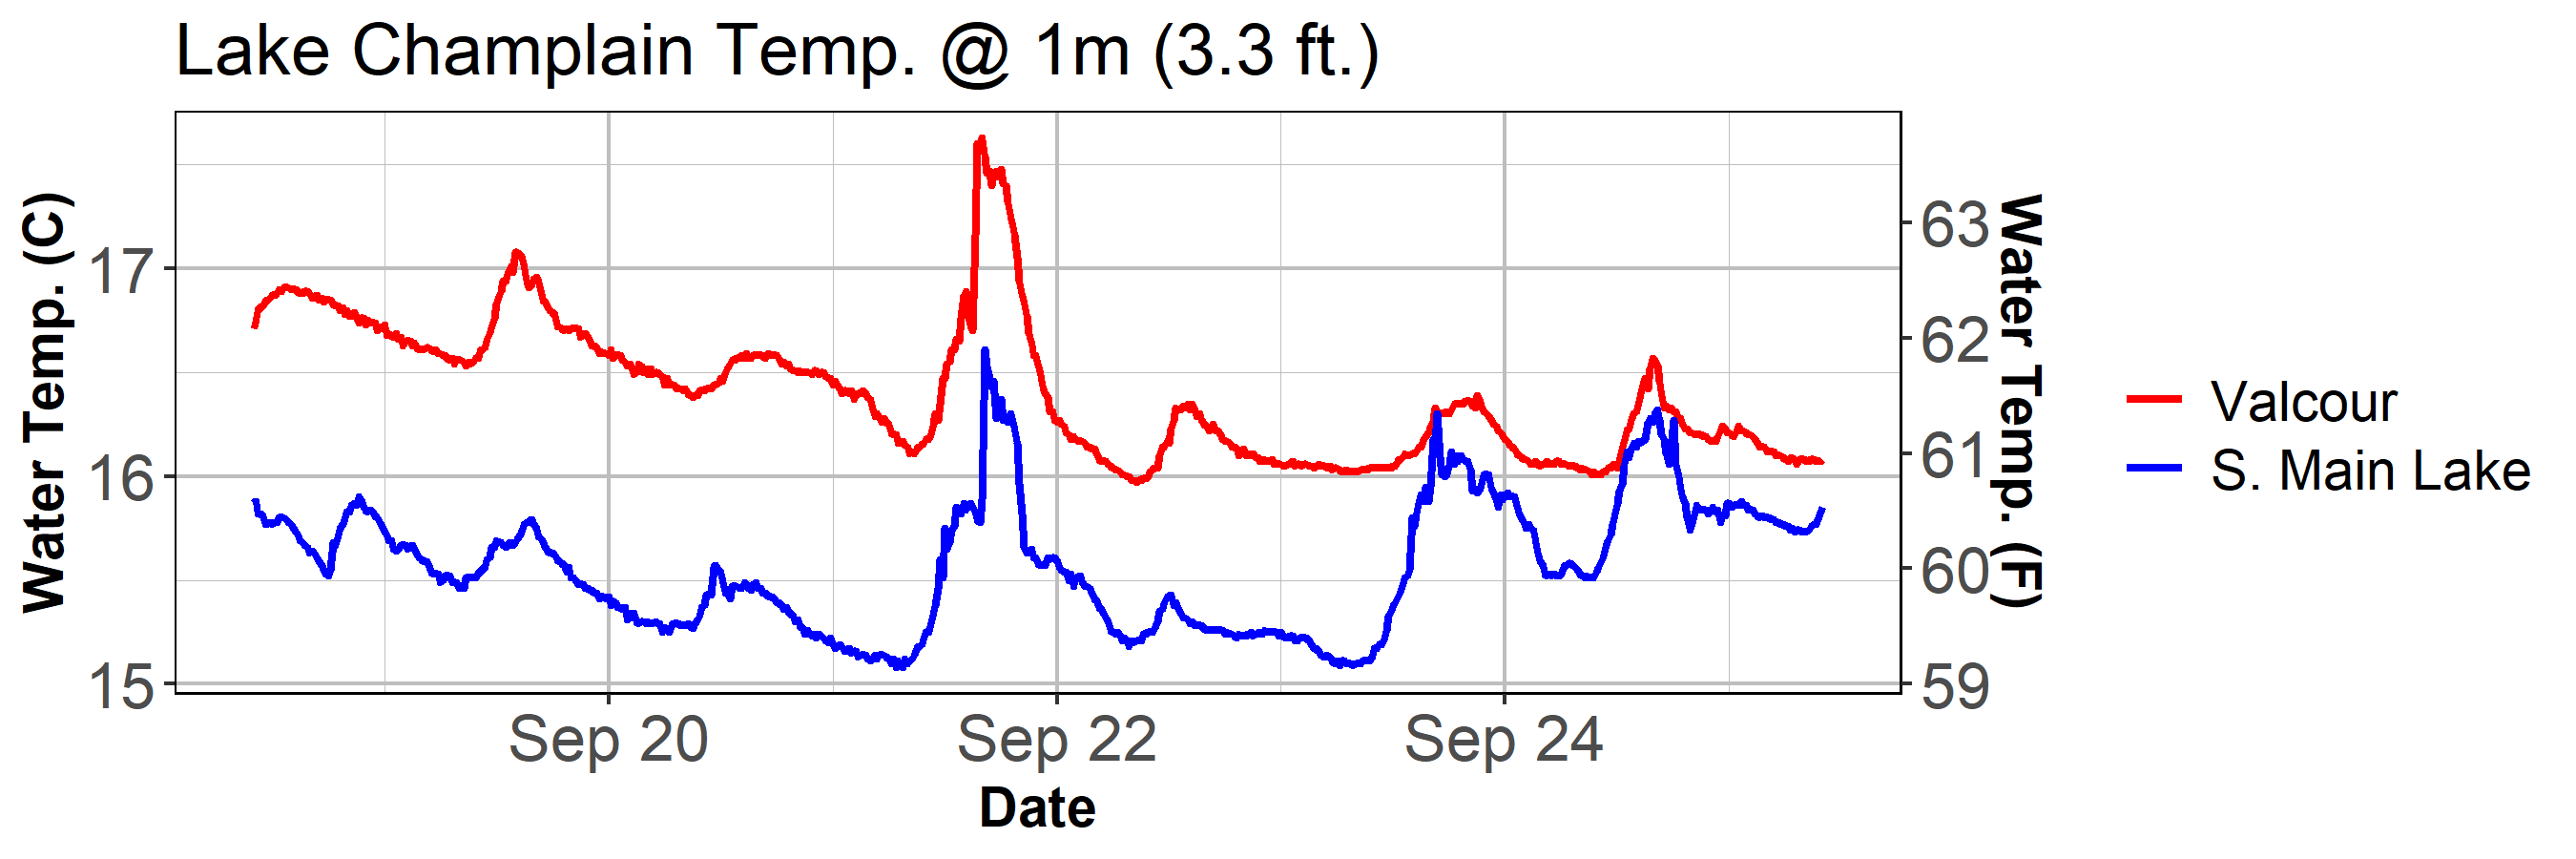 Lake Champlain Temp. @ 1m (3.3 ft.)
Water Temp. (C)
17
16
15
63
62
61
60
59
Water Temp. (F)
Sep 20
Sep 22
Sep 24
Date
Valcour
S. Main Lake